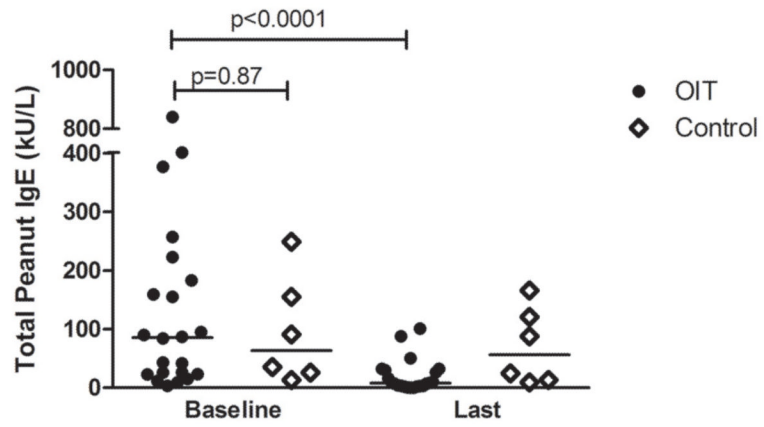 p<0.0001
p=0.87
Total Peanut IgE (kU/L)
1000
800
400
300
200
100
0
Baseline
Last
OIT
Control